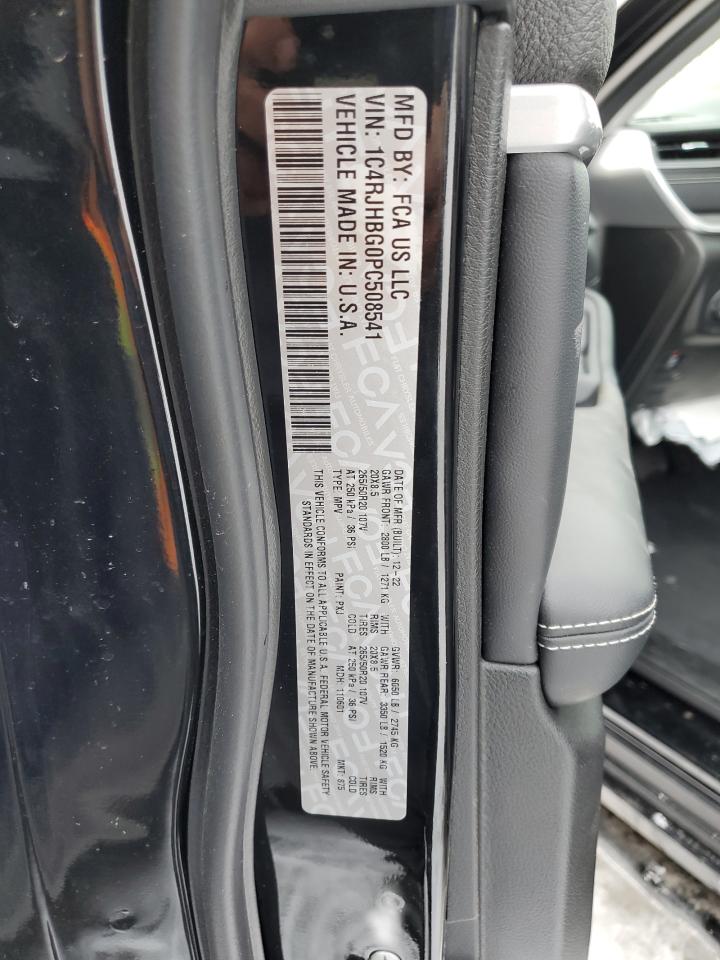 MFD BY: FCA US LLC
VIN: 1C4RJHBG0PC508541
VEHICLE MADE IN: U.S.A.
DATE OF MFR (BUILT): 12-22 GVWR: 6050 LB / 2745 KG
GAWR FRONT: 2800 LB / 1271 KG WITH GAWR REAR: 3350 LB / 1520 KG WITH
20X8.5 RIMS 20X8.5 RIMS
265/50R20 107V TIRES 265/50R20 107V TIRES
AT 250 kPa / 36 PSI COLD AT 250 kPa / 36 PSI COLD
TYPE: MPV PAINT: PXJ MDH: 110601 MKT: 875
THIS VEHICLE CONFORMS TO ALL APPLICABLE U.S.A. FEDERAL MOTOR VEHICLE SAFETY
STANDARDS IN EFFECT ON THE DATE OF MANUFACTURE SHOWN ABOVE.